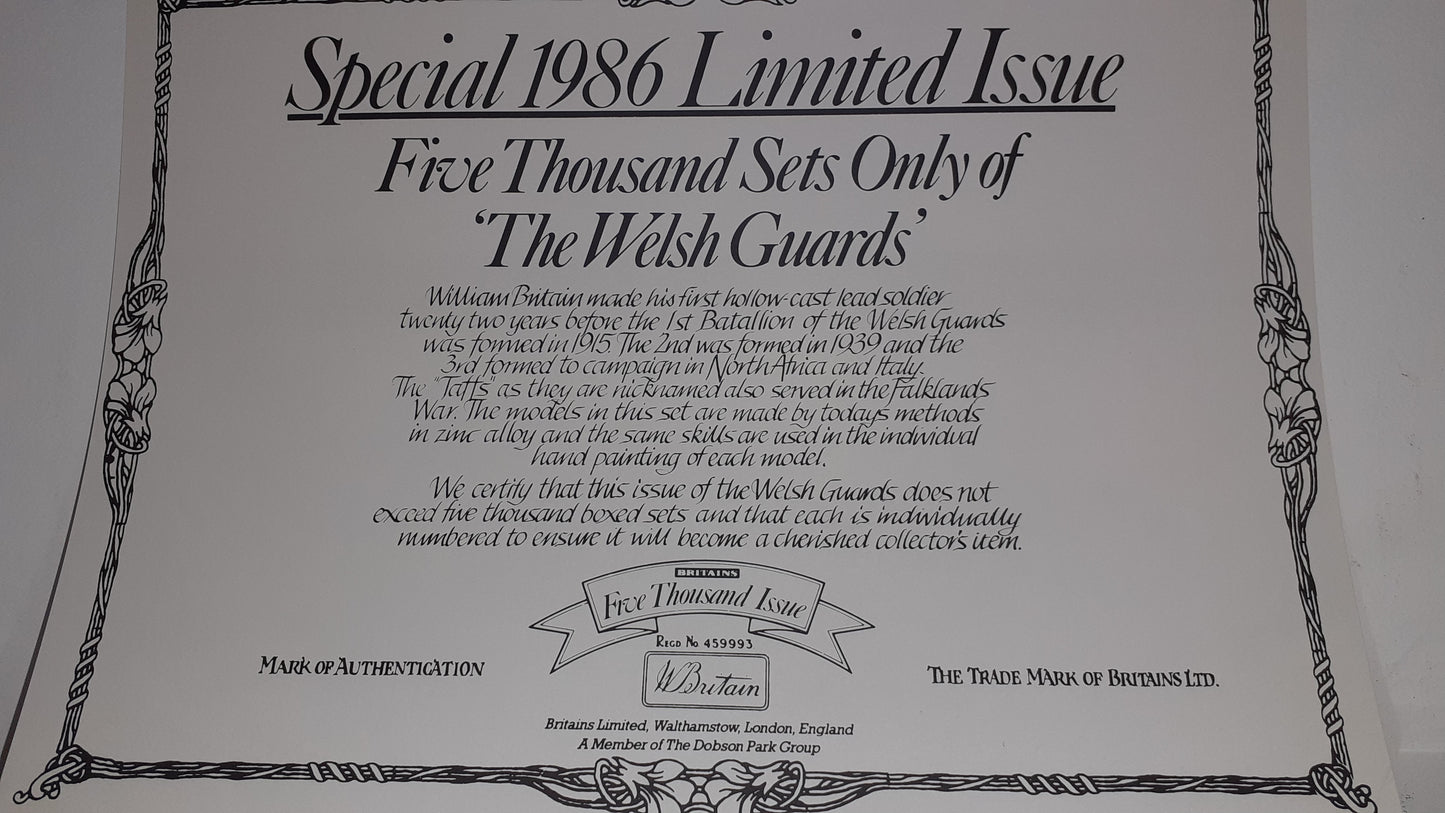 Special 1986 Limited Issue
Five Thousand Sets Only of
‘The Welsh Guards’
William Britain made his first hollow-cast lead soldier
twenty two years before the 1st Batallion of the Welsh Guards
was formed in 1915. The 2nd was formed in 1939 and the
3rd formed to campaign in North Africa and Italy.
The "Taffs" as they are nicknamed also served in the Falklands
War. The models in this set are made by todays methods
in zinc alloy and the same skills are used in the individual
hand painting of each model.
We certify that this issue of the Welsh Guards does not
exceed five thousand boxed sets and that each is individually
numbered to ensure it will become a cherished collector's item.
BRITAINS
Five Thousand Issue
REGD No 459993
MARK OF AUTHENTICATION
WBritain
THE TRADE MARK OF BRITAINS LTD.
Britains Limited, Walthamstow, London, England
A Member of The Dobson Park Group